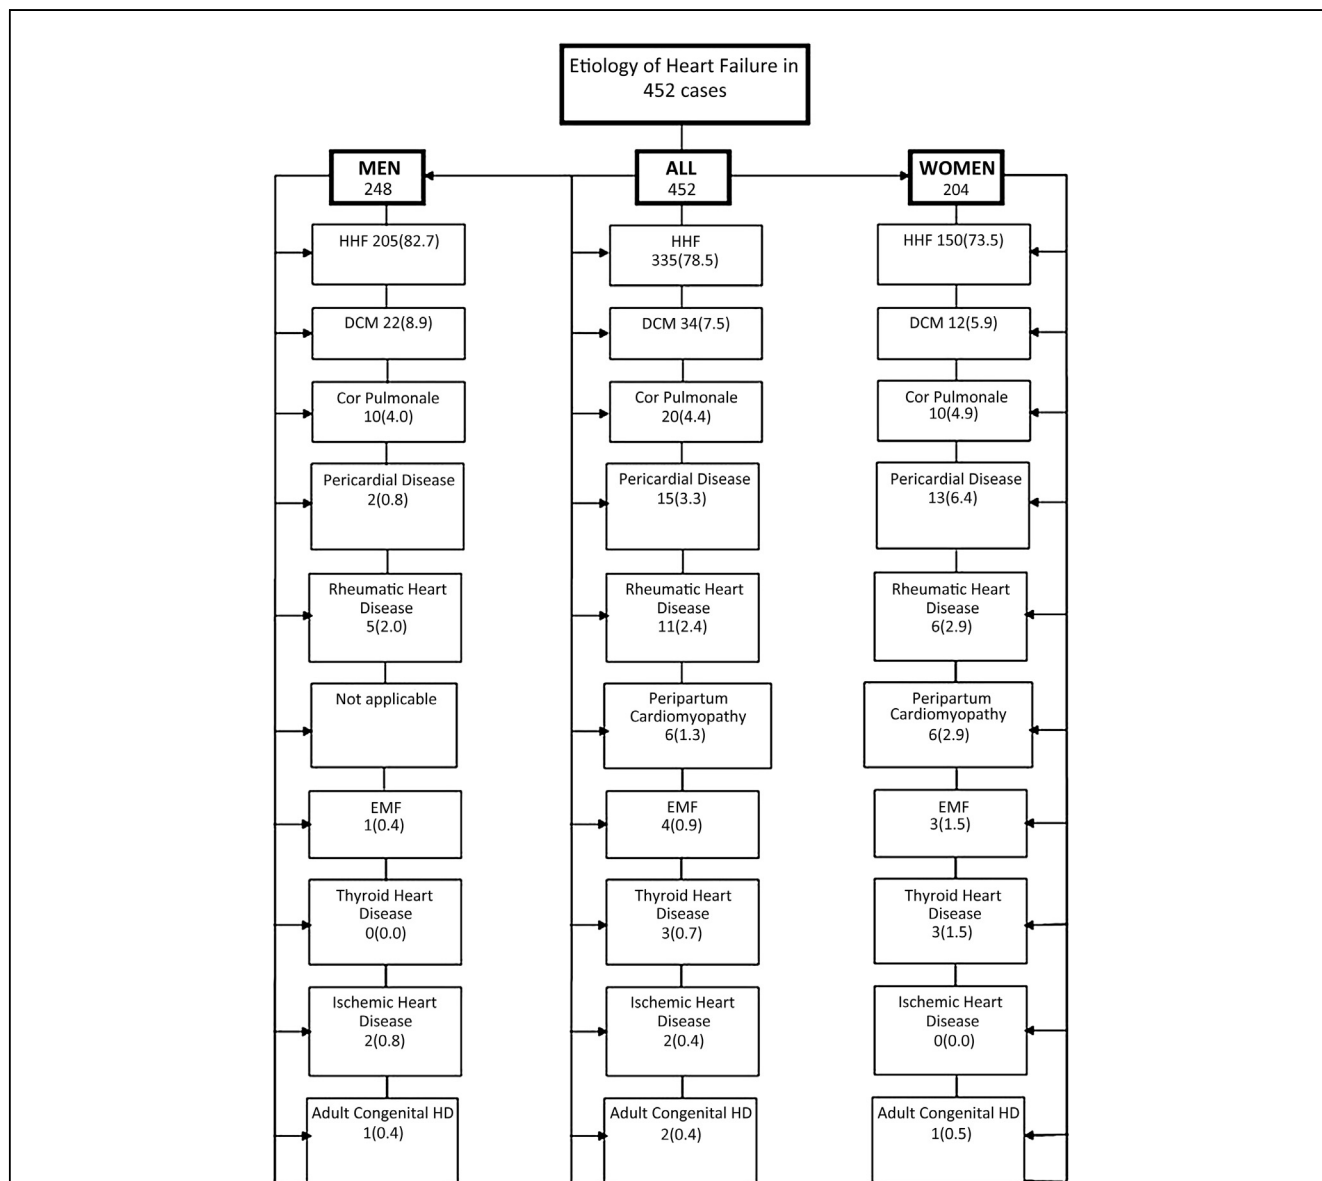 Etiology of Heart Failure in
452 cases
MEN
248
ALL
452
WOMEN
204
HHF 205(82.7)
HHF
335(78.5)
HHF 150(73.5)
DCM 22(8.9)
DCM 34(7.5)
DCM 12(5.9)
Cor Pulmonale
10(4.0)
Cor Pulmonale
20(4.4)
Cor Pulmonale
10(4.9)
Pericardial Disease
2(0.8)
Pericardial Disease
15(3.3)
Pericardial Disease
13(6.4)
Rheumatic Heart
Disease
5(2.0)
Rheumatic Heart
Disease
11(2.4)
Rheumatic Heart
Disease
6(2.9)
Not applicable
Peripartum
Cardiomyopathy
6(1.3)
Peripartum
Cardiomyopathy
6(2.9)
EMF
1(0.4)
EMF
4(0.9)
EMF
3(1.5)
Thyroid Heart
Disease
0(0.0)
Thyroid Heart
Disease
3(0.7)
Thyroid Heart
Disease
3(1.5)
Ischemic Heart
Disease
2(0.8)
Ischemic Heart
Disease
2(0.4)
Ischemic Heart
Disease
0(0.0)
Adult Congenital HD
1(0.4)
Adult Congenital HD
2(0.4)
Adult Congenital HD
1(0.5)